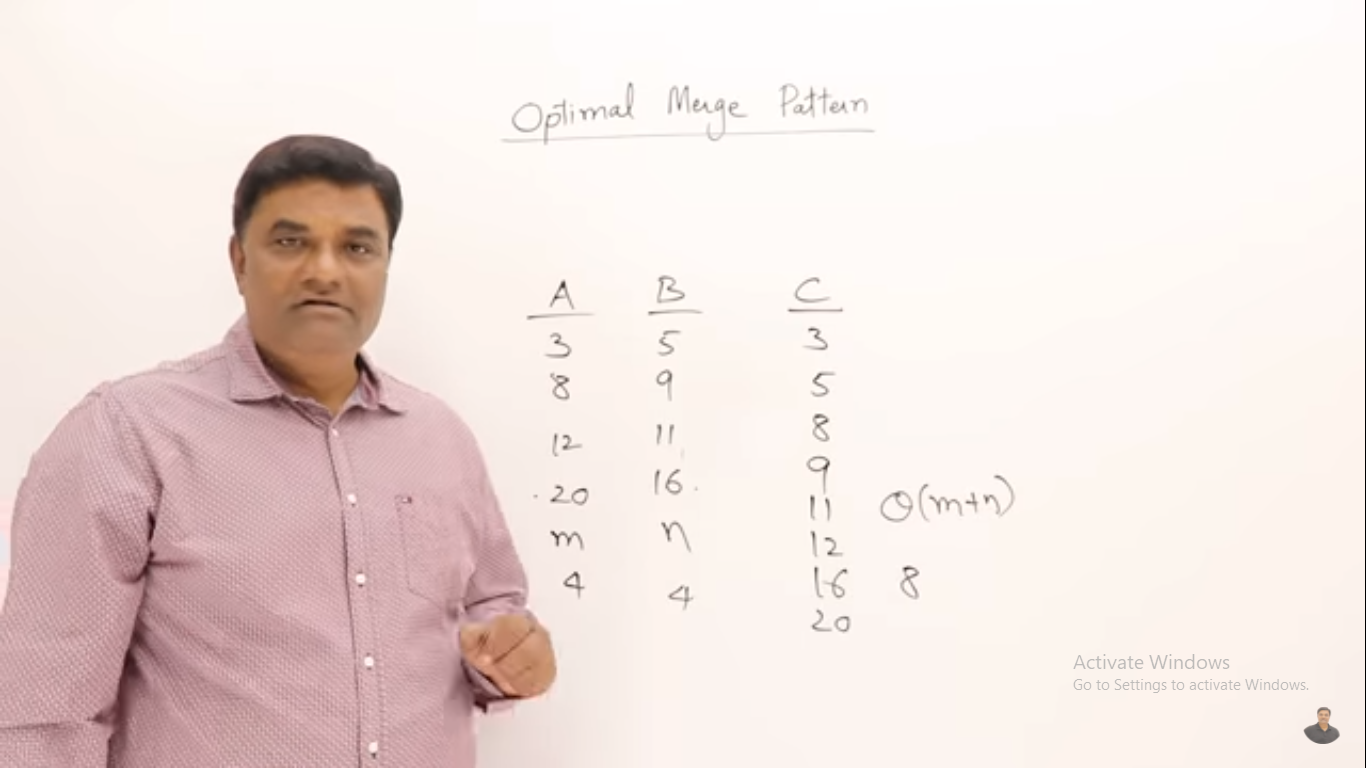 Optimal Merge Pattern
A B C
3 5 3
8 9 5
12 11 8
20 16 9
11 Θ(m+n)
m n 12
4 4 16 8
20
Activate Windows
Go to Settings to activate Windows.